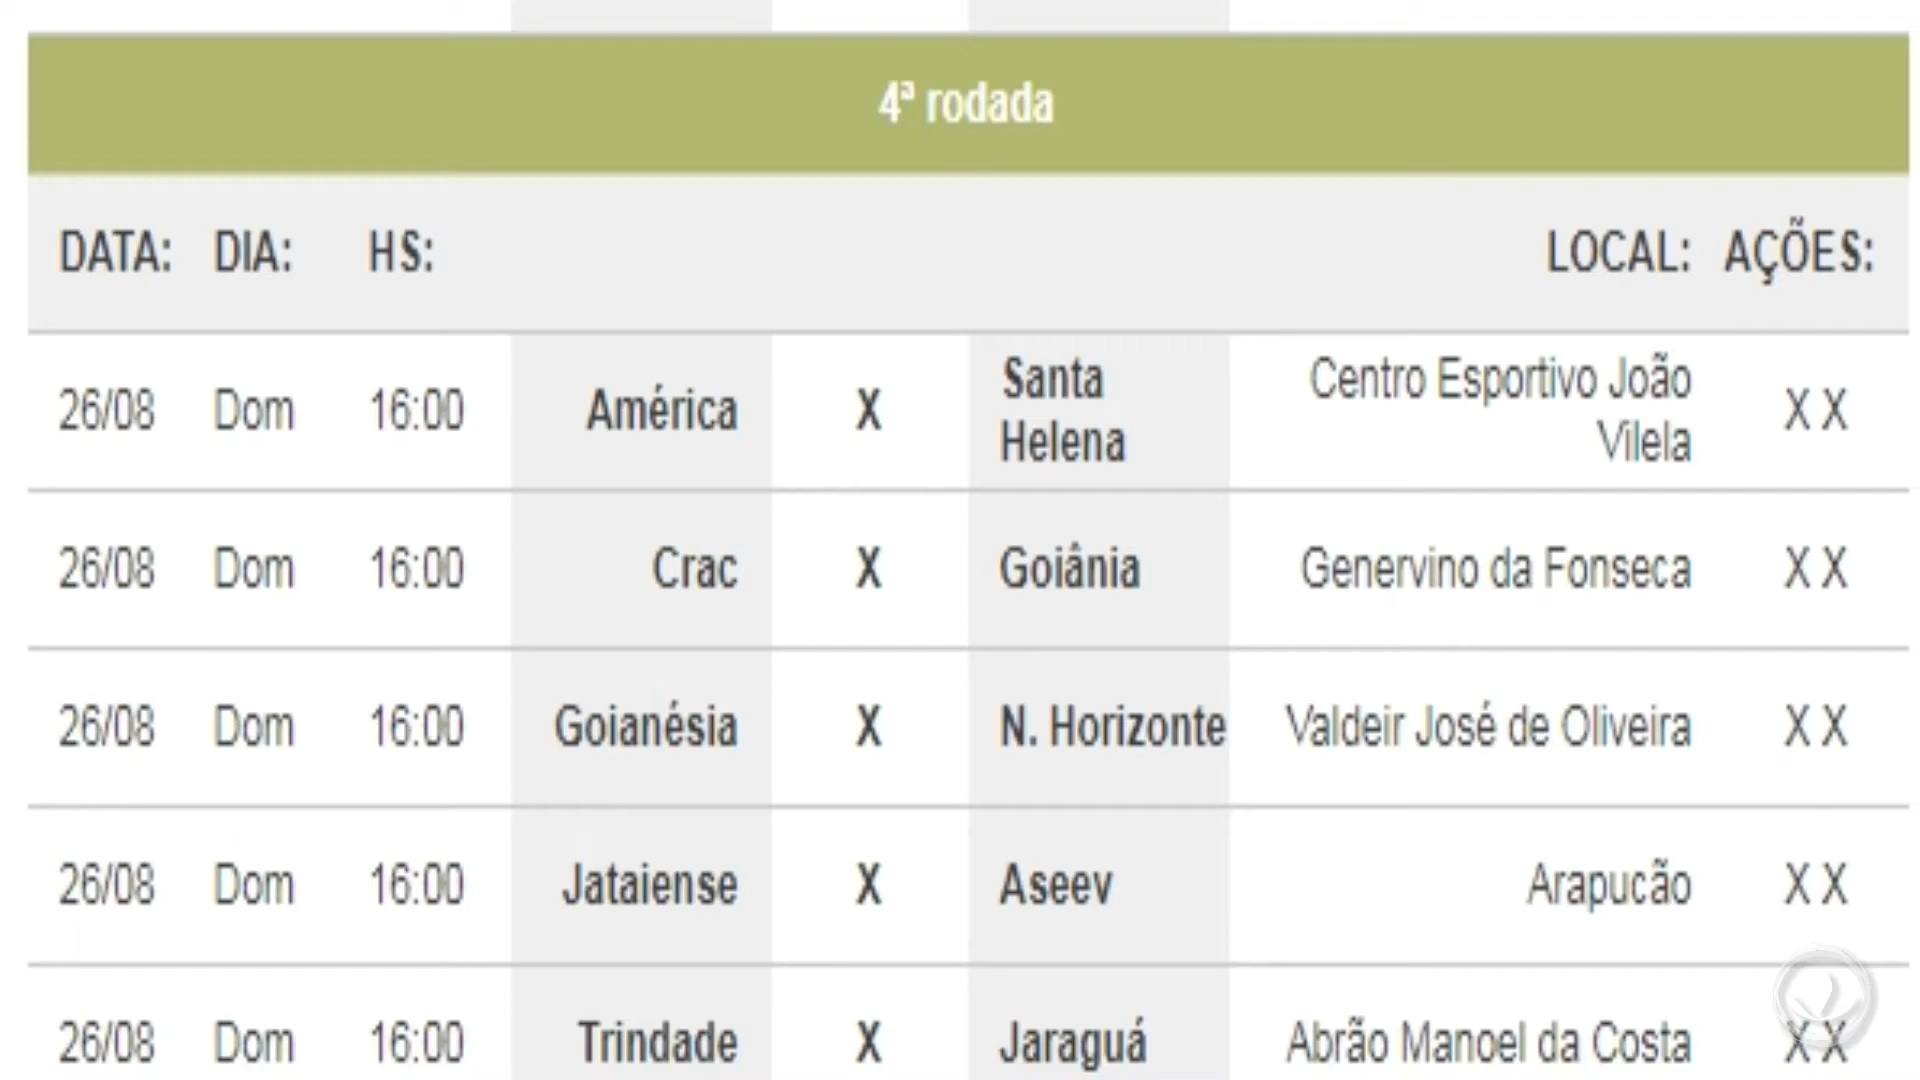 4ª rodada
DATA: DIA: HS: LOCAL: AÇÕES:
26/08 Dom 16:00 América X Santa Helena Centro Esportivo João Vilela X X
26/08 Dom 16:00 Crac X Goiânia Genervino da Fonseca X X
26/08 Dom 16:00 Goianésia X N. Horizonte Valdeir José de Oliveira X X
26/08 Dom 16:00 Jataiense X Aseev Arapucão X X
26/08 Dom 16:00 Trindade X Jaraguá Abrão Manoel da Costa X X